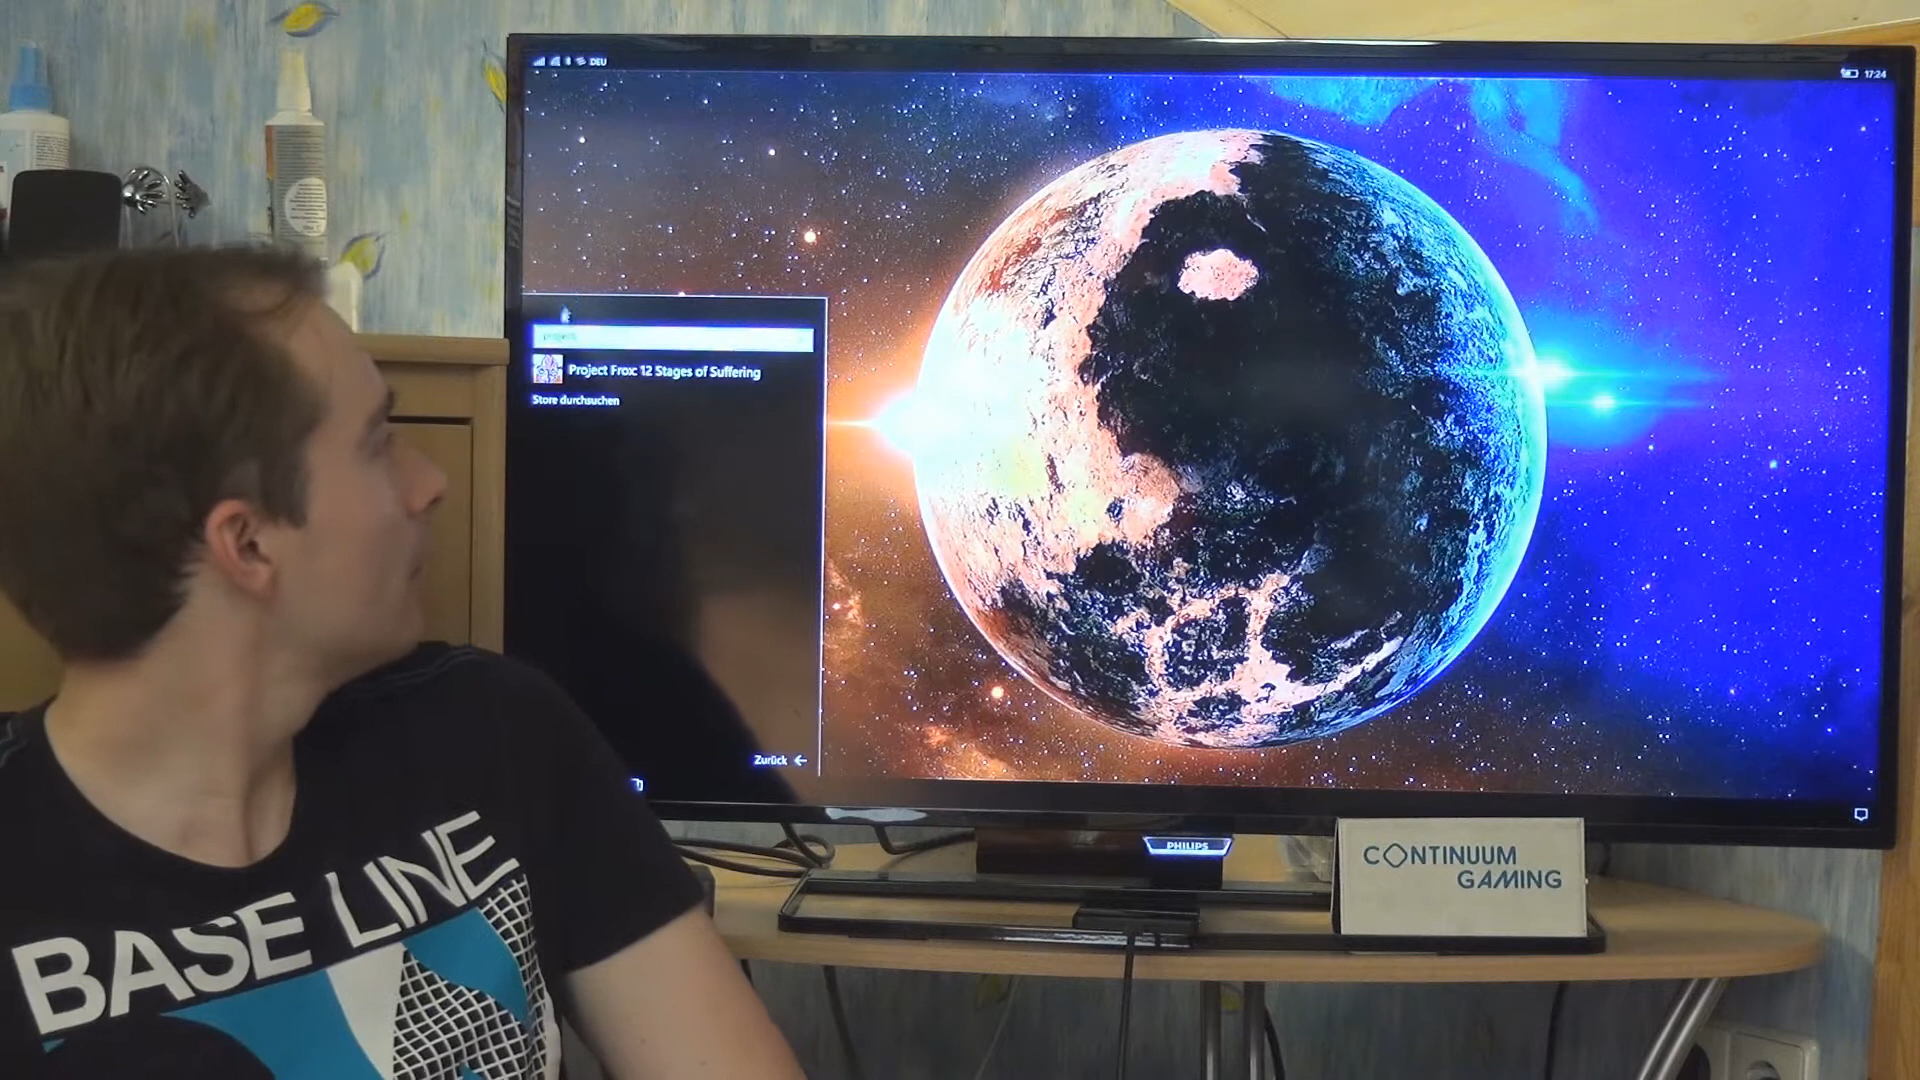 DEU
17:24
project
Project Frox: 12 Stages of Suffering
Store durchsuchen
Zurück
PHILIPS
CONTINUUM
GAMING
BASE LINE